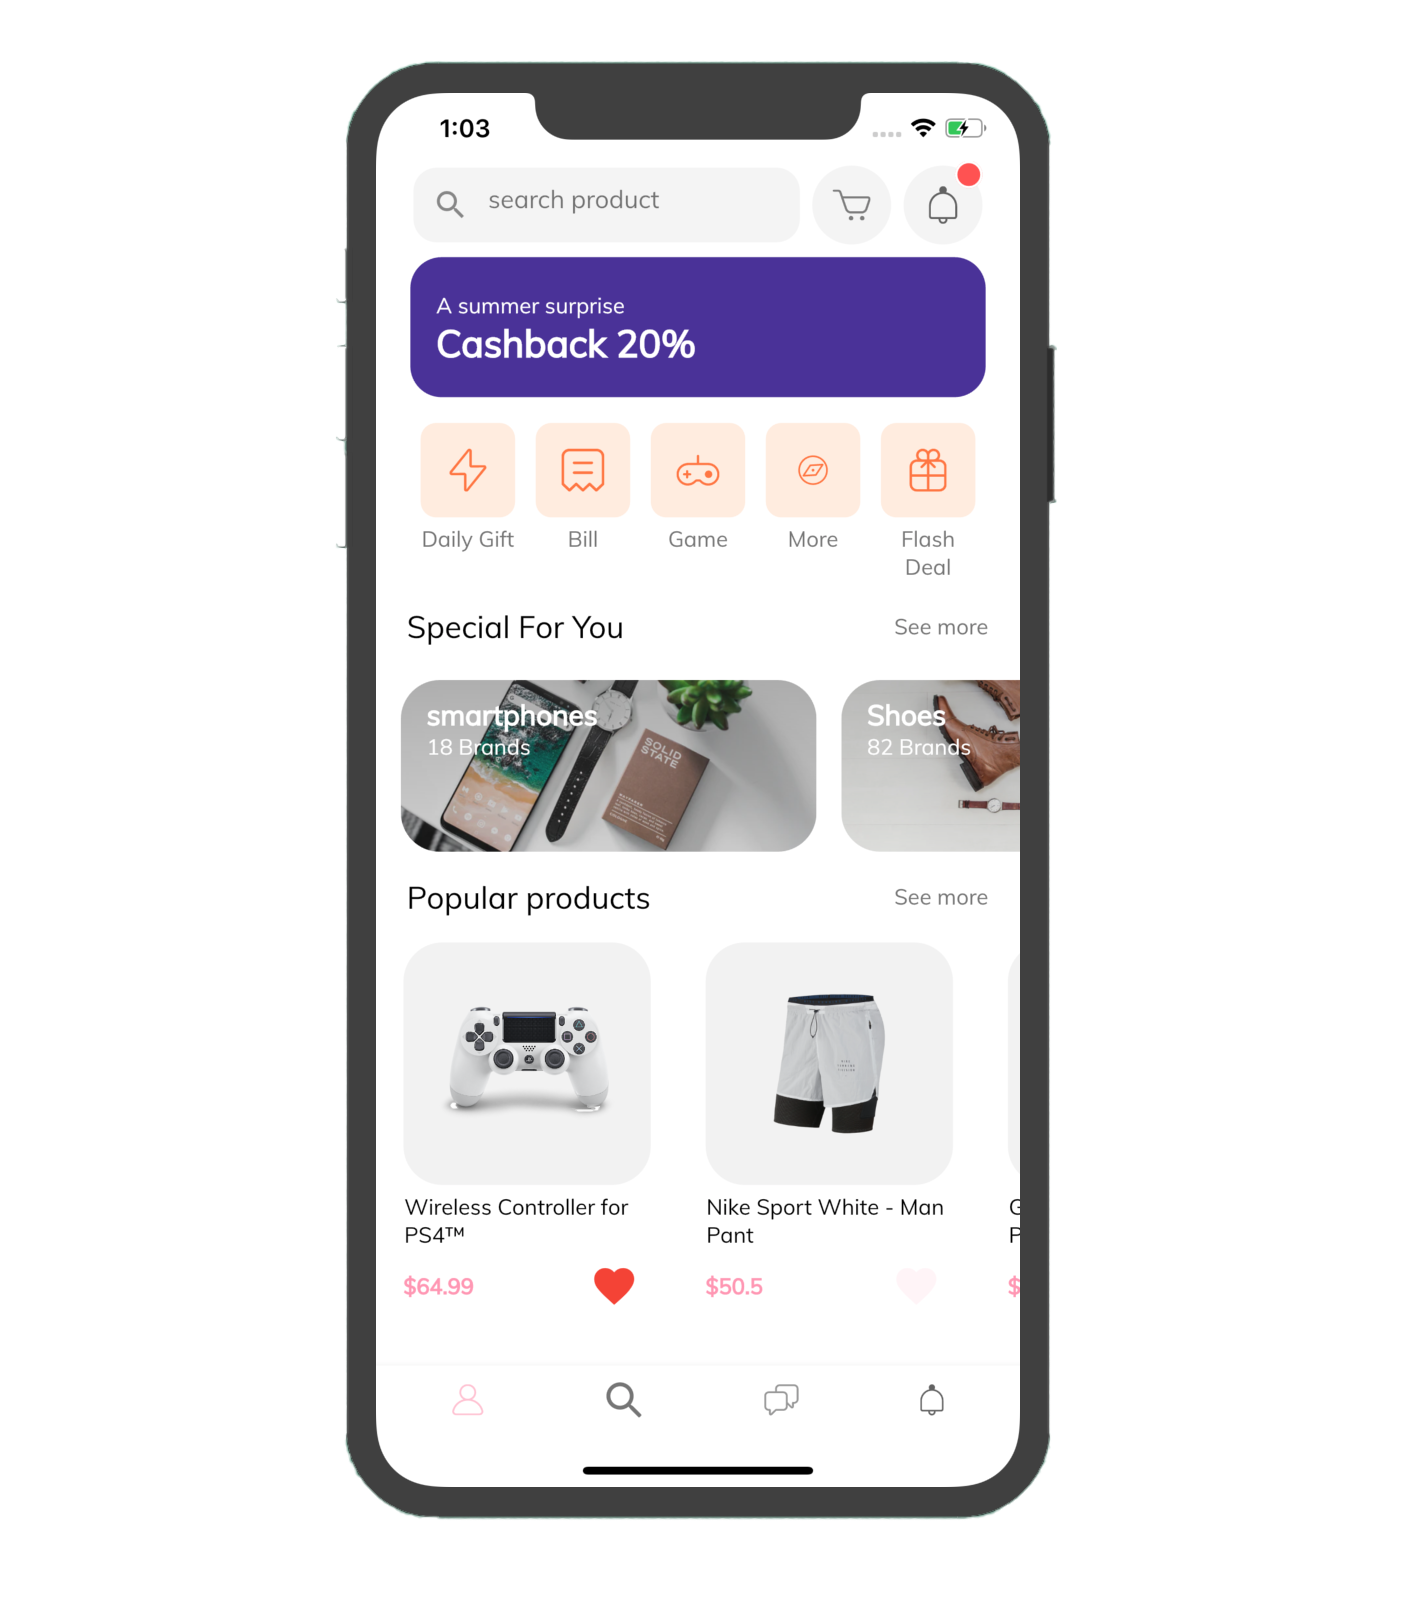 1:03
search product
A summer surprise
Cashback 20%
Daily Gift
Bill
Game
More
Flash
Deal
Special For You
See more
smartphones
18 Brands
SOLID
STATE
Shoes
82 Brands
Popular products
See more
Wireless Controller for
PS4™
Nike Sport White - Man
Pant
G
P
$64.99
$50.5
$